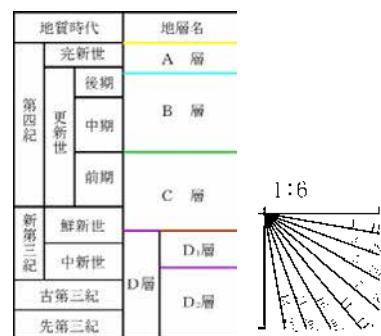 地質時代 地層名
第四紀 完新世 A 層
更新世 後期
中期 B 層
前期
C 層
新第三紀 鮮新世
D層 D₁層
中新世
古第三紀 D₂層
先第三紀
1:6